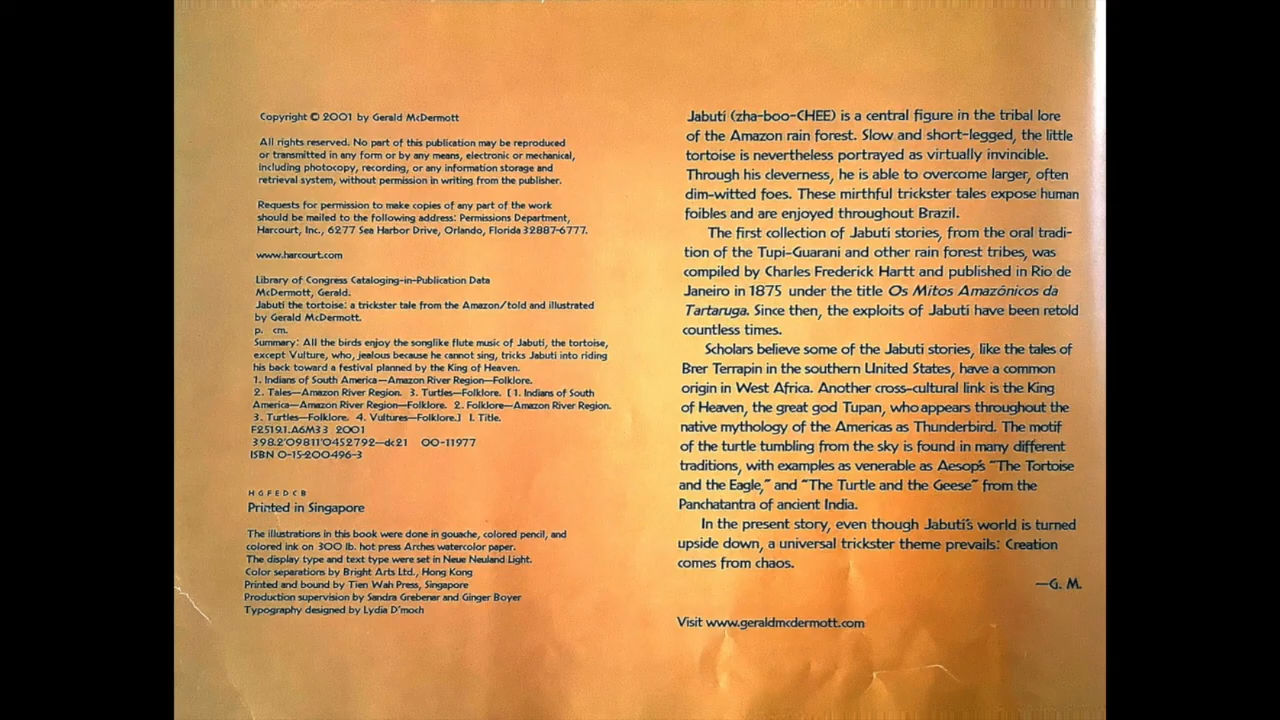 Copyright © 2001 by Gerald McDermott
All rights reserved. No part of this publication may be reproduced
or transmitted in any form or by any means, electronic or mechanical,
including photocopy, recording, or any information storage and
retrieval system, without permission in writing from the publisher.
Requests for permission to make copies of any part of the work
should be mailed to the following address: Permissions Department,
Harcourt, Inc., 6277 Sea Harbor Drive, Orlando, Florida 32887-6777.
www.harcourt.com
Library of Congress Cataloging-in-Publication Data
McDermott, Gerald.
Jabutí the tortoise: a trickster tale from the Amazon/told and illustrated
by Gerald McDermott.
p. cm.
Summary: All the birds enjoy the songlike flute music of Jabutí, the tortoise,
except Vulture, who, jealous because he cannot sing, tricks Jabutí into riding
his back toward a festival planned by the King of Heaven.
1. Indians of South America—Amazon River Region—Folklore.
2. Tales—Amazon River Region. 3. Turtles—Folklore. [1. Indians of South
America—Amazon River Region—Folklore. 2. Folklore—Amazon River Region.
3. Turtles—Folklore. 4. Vultures—Folklore.] I. Title.
F2519.1.A6M33 2001
398.2'09811'0452792—dc21 00-11977
ISBN 0-15-200496-3
H G F E D C B
Printed in Singapore
The illustrations in this book were done in gouache, colored pencil, and
colored ink on 300 lb. hot press Arches watercolor paper.
The display type and text type were set in Neue Neuland Light.
Color separations by Bright Arts Ltd., Hong Kong
Printed and bound by Tien Wah Press, Singapore
Production supervision by Sandra Grebenar and Ginger Boyer
Typography designed by Lydia D'moch
Jabutí (zha-boo-CHEE) is a central figure in the tribal lore
of the Amazon rain forest. Slow and short-legged, the little
tortoise is nevertheless portrayed as virtually invincible.
Through his cleverness, he is able to overcome larger, often
dim-witted foes. These mirthful trickster tales expose human
foibles and are enjoyed throughout Brazil.
The first collection of Jabutí stories, from the oral tradi-
tion of the Tupi-Guarani and other rain forest tribes, was
compiled by Charles Frederick Hartt and published in Rio de
Janeiro in 1875 under the title Os Mitos Amazónicos da
Tartaruga. Since then, the exploits of Jabutí have been retold
countless times.
Scholars believe some of the Jabutí stories, like the tales of
Brer Terrapin in the southern United States, have a common
origin in West Africa. Another cross-cultural link is the King
of Heaven, the great god Tupan, who appears throughout the
native mythology of the Americas as Thunderbird. The motif
of the turtle tumbling from the sky is found in many different
traditions, with examples as venerable as Aesop's "The Tortoise
and the Eagle," and "The Turtle and the Geese" from the
Panchatantra of ancient India.
In the present story, even though Jabutí's world is turned
upside down, a universal trickster theme prevails: Creation
comes from chaos.
—G. M.
Visit www.geraldmcdermott.com